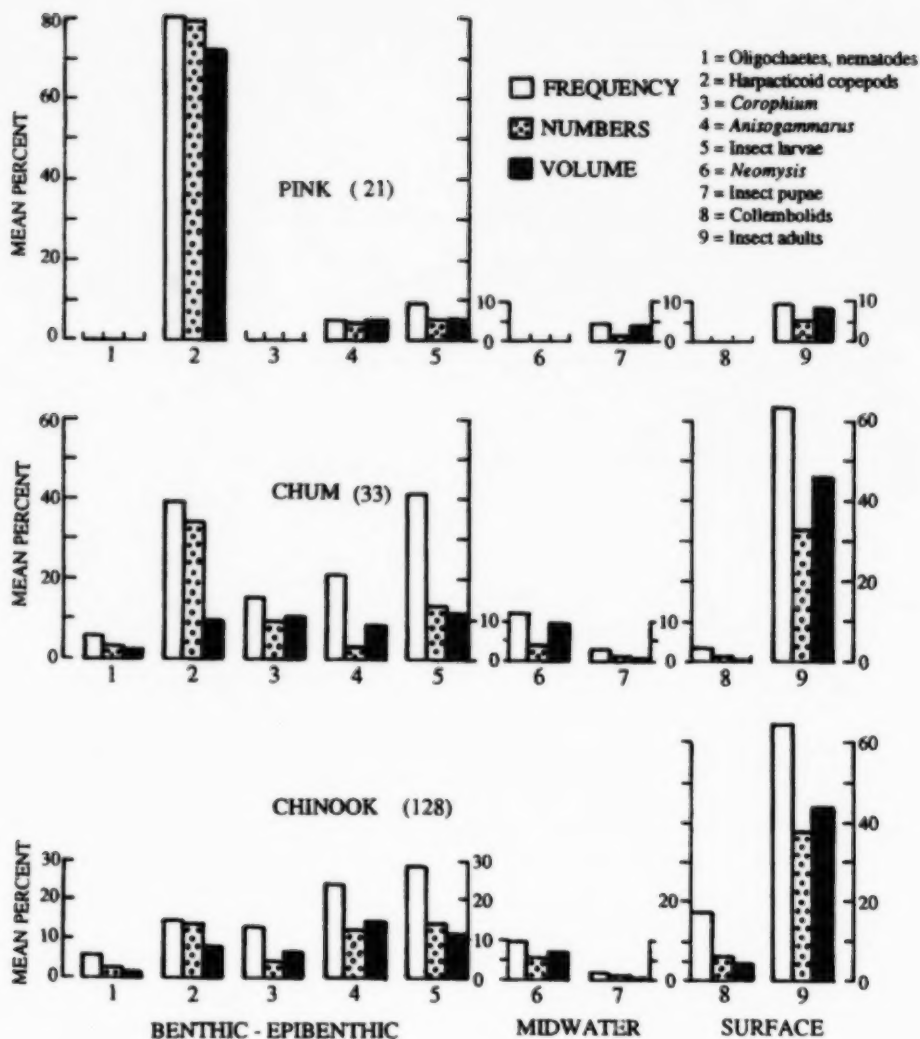 MEAN PERCENT
80
60
40
20
0
PINK (21)
FREQUENCY
NUMBERS
VOLUME
1 = Oligochaetes, nematodes
2 = Harpacticoid copepods
3 = Corophium
4 = Anisogammarus
5 = Insect larvae
6 = Neomysis
7 = Insect pupae
8 = Collembolids
9 = Insect adults
10
0
10
0
10
0
10
0
1 2 3 4 5 6 7 8 9
MEAN PERCENT
60
40
20
0
CHUM (33)
10
0
60
40
20
0
1 2 3 4 5 6 7 8 9
MEAN PERCENT
30
20
10
0
CHINOOK (128)
30
20
10
0
20
0
60
40
20
0
1 2 3 4 5 6 7 8 9
BENTHIC - EPIBENTHIC MIDWATER SURFACE